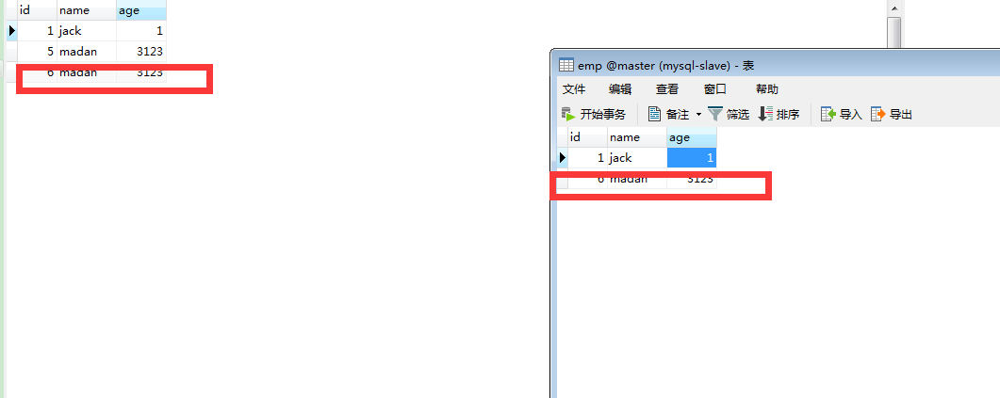 id name age
1 jack 1
5 madan 3123
6 madan 3123
emp @master (mysql-slave) - 表
文件 编辑 查看 窗口 帮助
开始事务 备注 筛选 排序 导入 导出
id name age
1 jack 1
6 madan 3123